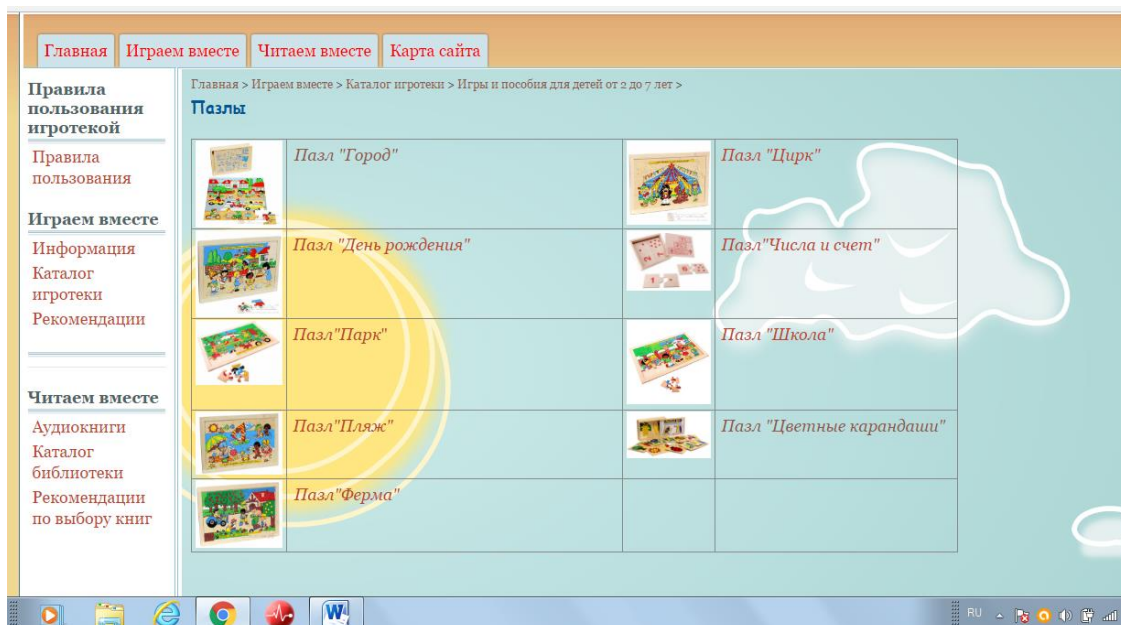 Главная Играем вместе Читаем вместе Карта сайта
Правила
пользования
игротекой
Правила
пользования
Играем вместе
Информация
Каталог
игротеки
Рекомендации
Читаем вместе
Аудиокниги
Каталог
библиотеки
Рекомендации
по выбору книг
Главная > Играем вместе > Каталог игротеки > Игры и пособия для детей от 2 до 7 лет >
Пазлы
Пазл "Город"
Пазл "Цирк"
Пазл "День рождения"
Пазл"Числа и счет"
Пазл"Парк"
Пазл "Школа"
Пазл"Пляж"
Пазл "Цветные карандаши"
Пазл"Ферма"
RU